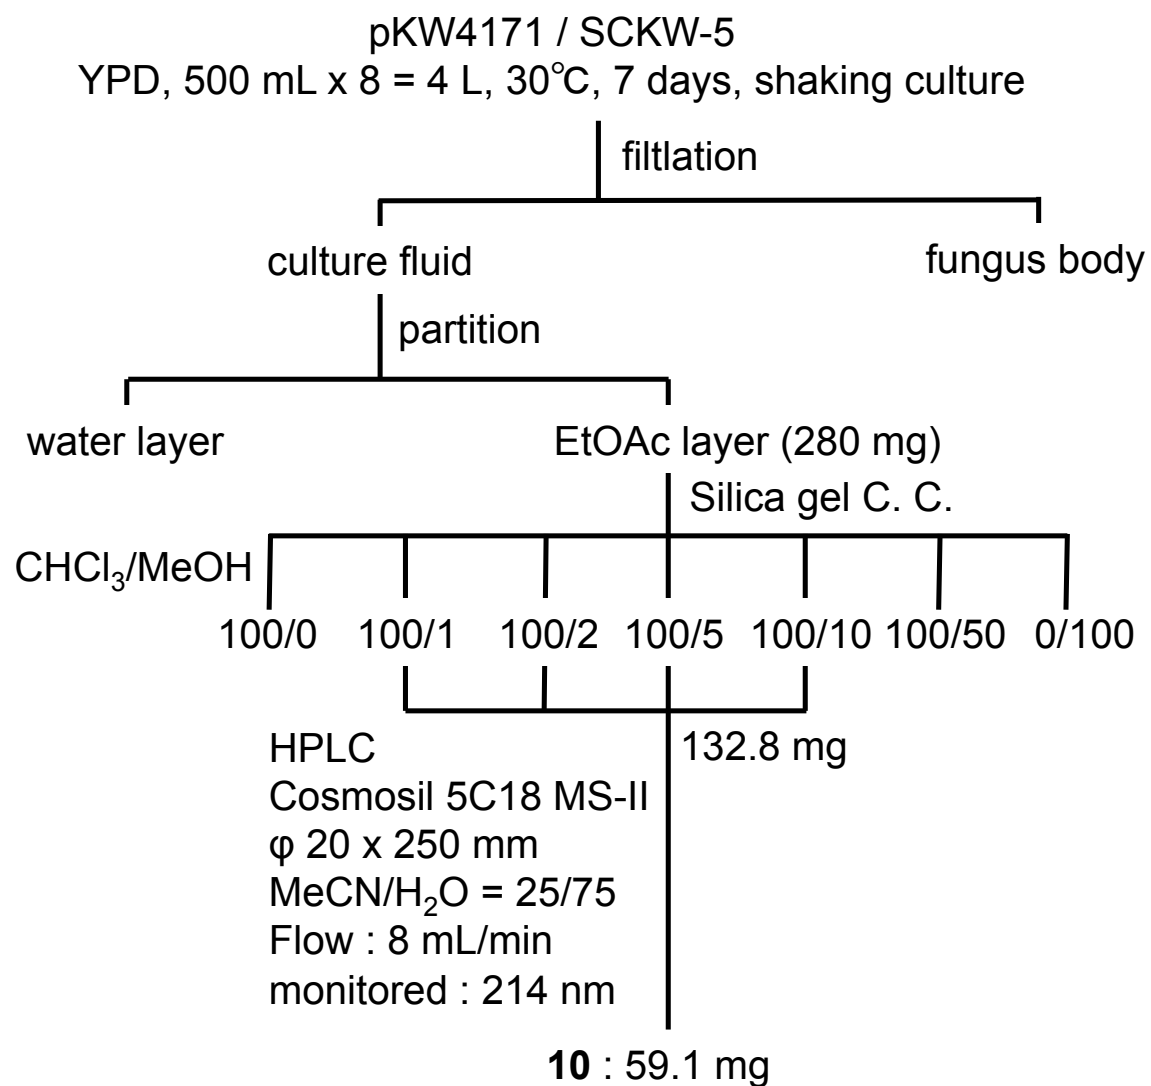 pKW4171 / SCKW-5
YPD, 500 mL x 8 = 4 L, 30℃, 7 days, shaking culture
filtlation
culture fluid
fungus body
partition
water layer
EtOAc layer (280 mg)
Silica gel C. C.
CHCl₃/MeOH
100/0 100/1 100/2 100/5 100/10 100/50 0/100
132.8 mg
HPLC
Cosmosil 5C18 MS-II
φ 20 x 250 mm
MeCN/H₂O = 25/75
Flow : 8 mL/min
monitored : 214 nm
10 : 59.1 mg